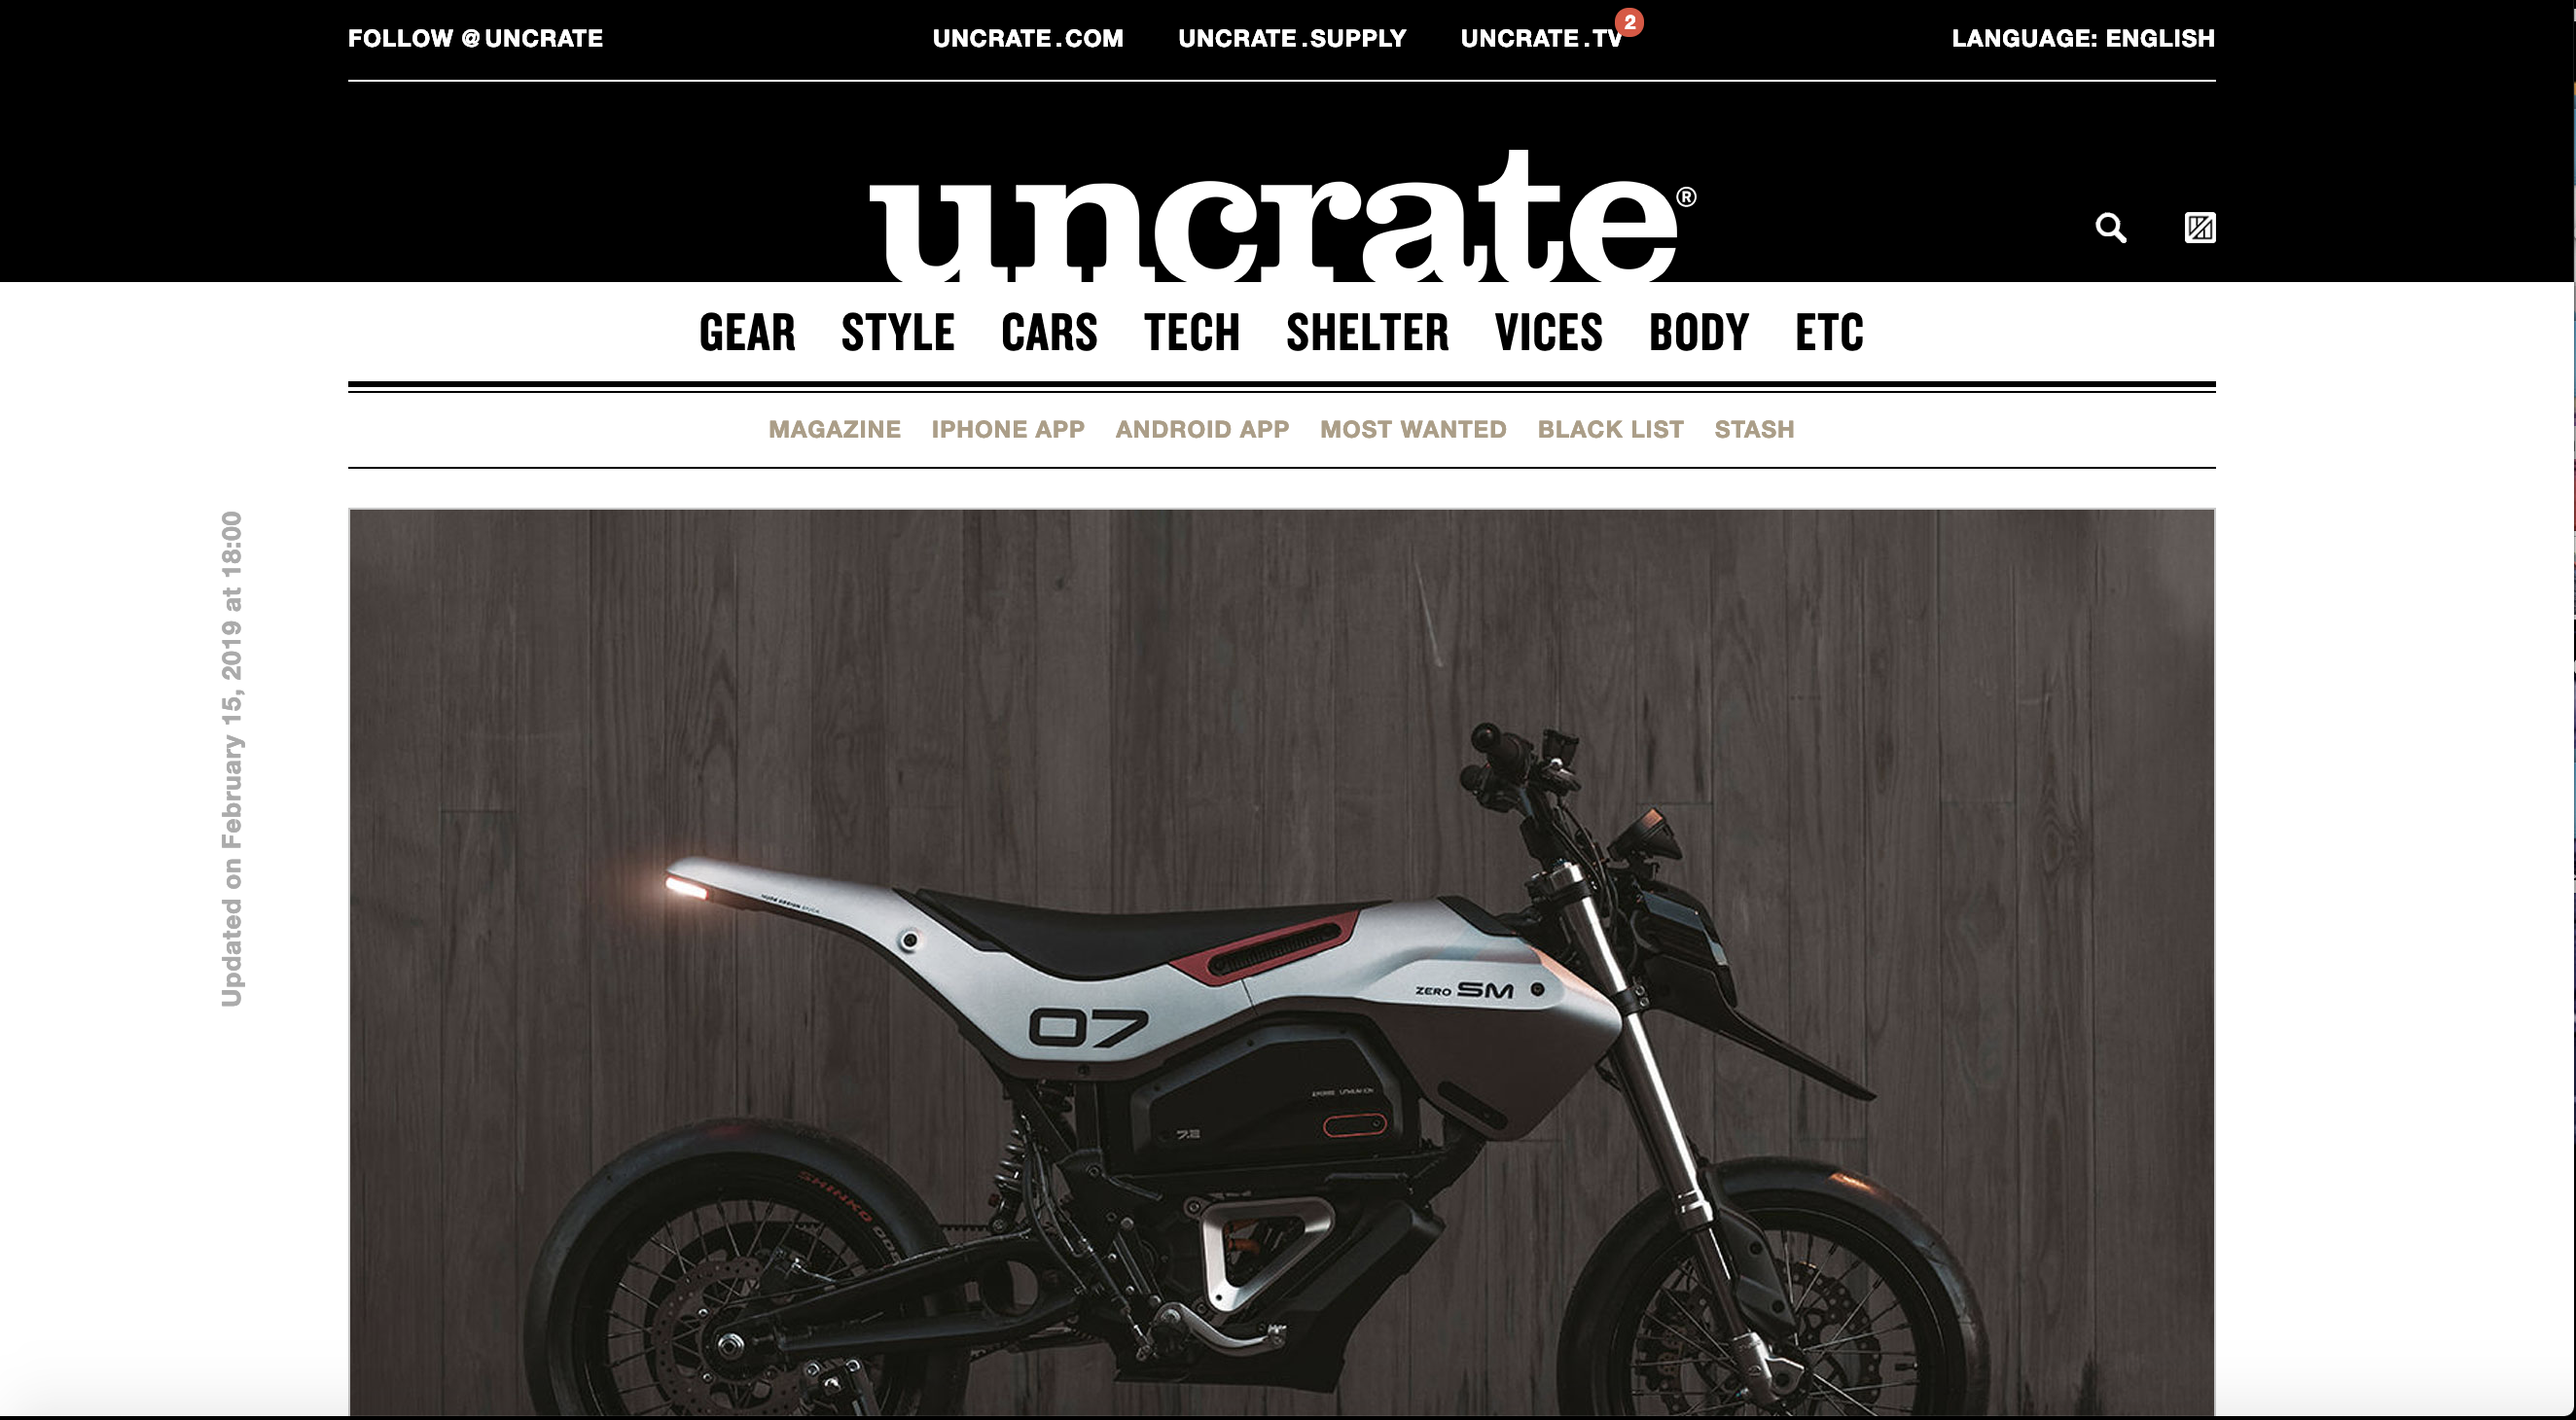 FOLLOW @UNCRATE
UNCRATE.COM UNCRATE.SUPPLY UNCRATE.TV 2
LANGUAGE: ENGLISH
uncrate®
GEAR STYLE CARS TECH SHELTER VICES BODY ETC
MAGAZINE IPHONE APP ANDROID APP MOST WANTED BLACK LIST STASH
Updated on February 15, 2019 at 18:00
ZERO SM
07
7.2
SHINKO